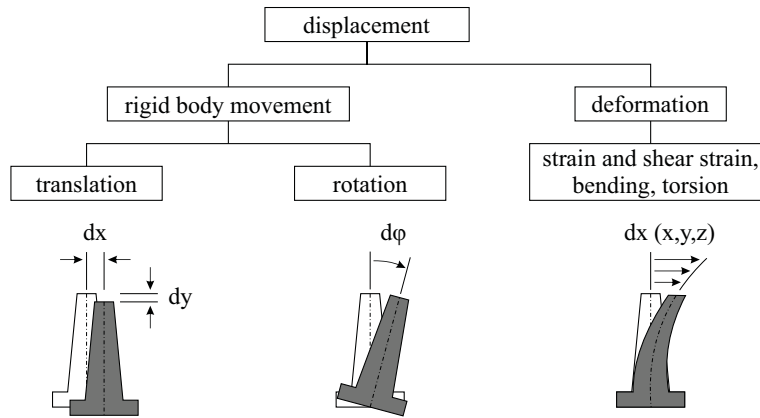 displacement
rigid body movement
deformation
translation
rotation
strain and shear strain,
bending, torsion
dx
dy
dφ
dx (x,y,z)